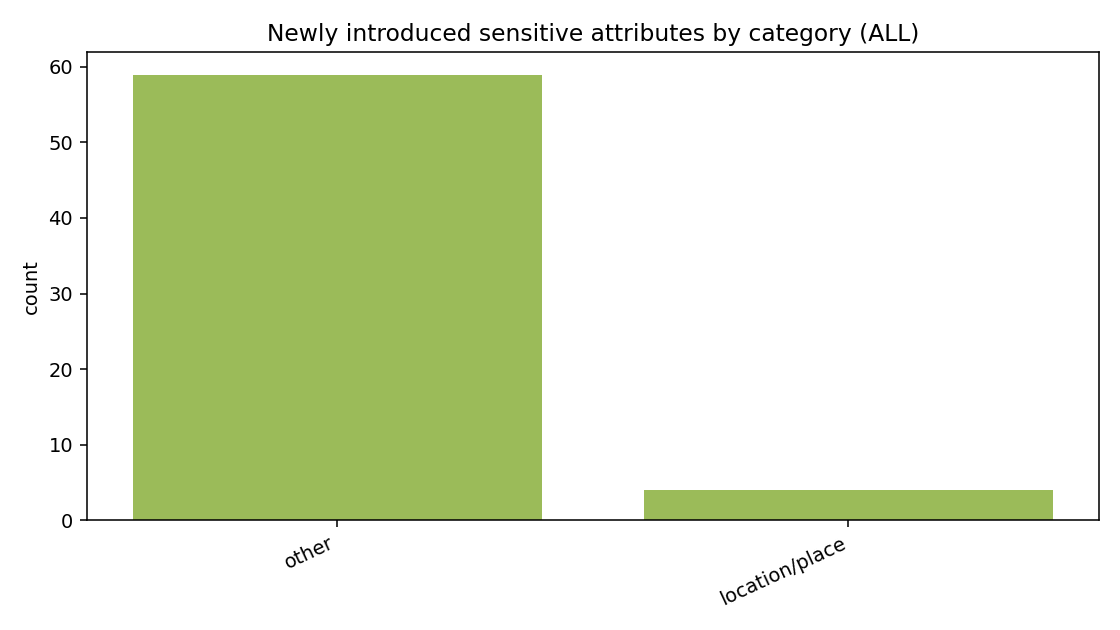 Newly introduced sensitive attributes by category (ALL)
60
50
40
30
20
10
0
count
other
location/place